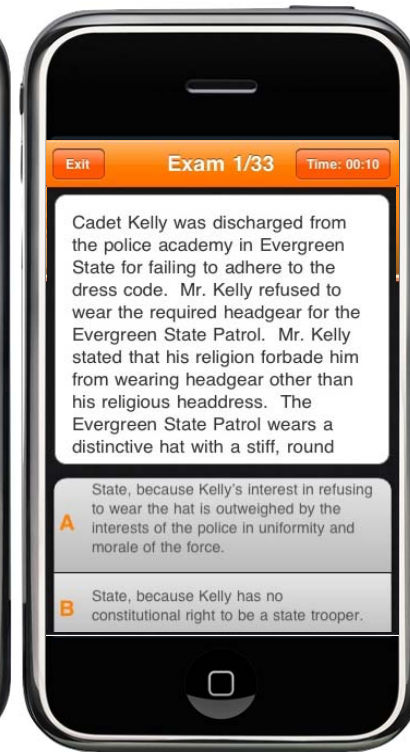 Exit
Exam 1/33
Time: 00:10
Cadet Kelly was discharged from
the police academy in Evergreen
State for failing to adhere to the
dress code. Mr. Kelly refused to
wear the required headgear for the
Evergreen State Patrol. Mr. Kelly
stated that his religion forbade him
from wearing headgear other than
his religious headdress. The
Evergreen State Patrol wears a
distinctive hat with a stiff, round
A
State, because Kelly's interest in refusing
to wear the hat is outweighed by the
interests of the police in uniformity and
morale of the force.
B
State, because Kelly has no
constitutional right to be a state trooper.